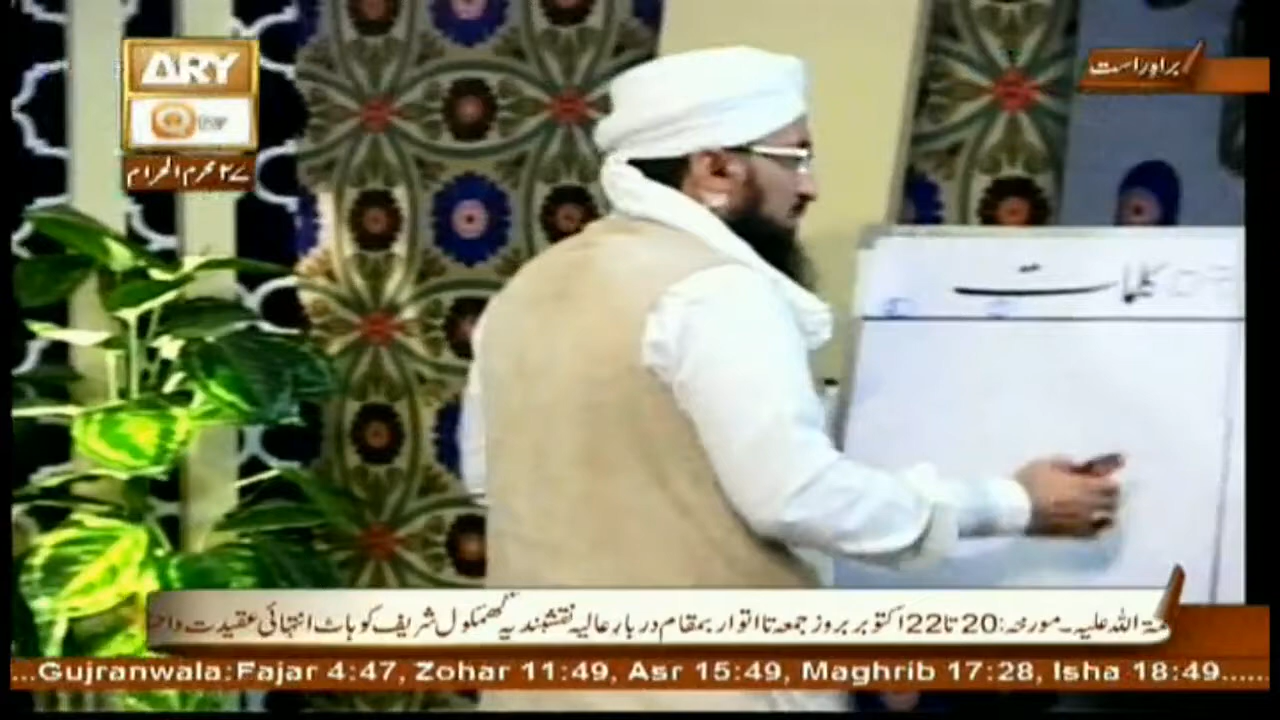 ARY
Q
۲۷ محرم الحرام
براہِ راست
کلمات
ۃ اللہ علیہ۔ مورخہ: 20 تا 22 اکتوبر بروز جمعہ تا اتوار بمقام دربار عالیہ نقشبندیہ گھمکول شریف کوہاٹ انتہائی عقیدت و
...Gujranwala:Fajar 4:47, Zohar 11:49, Asr 15:49, Maghrib 17:28, Isha 18:49......